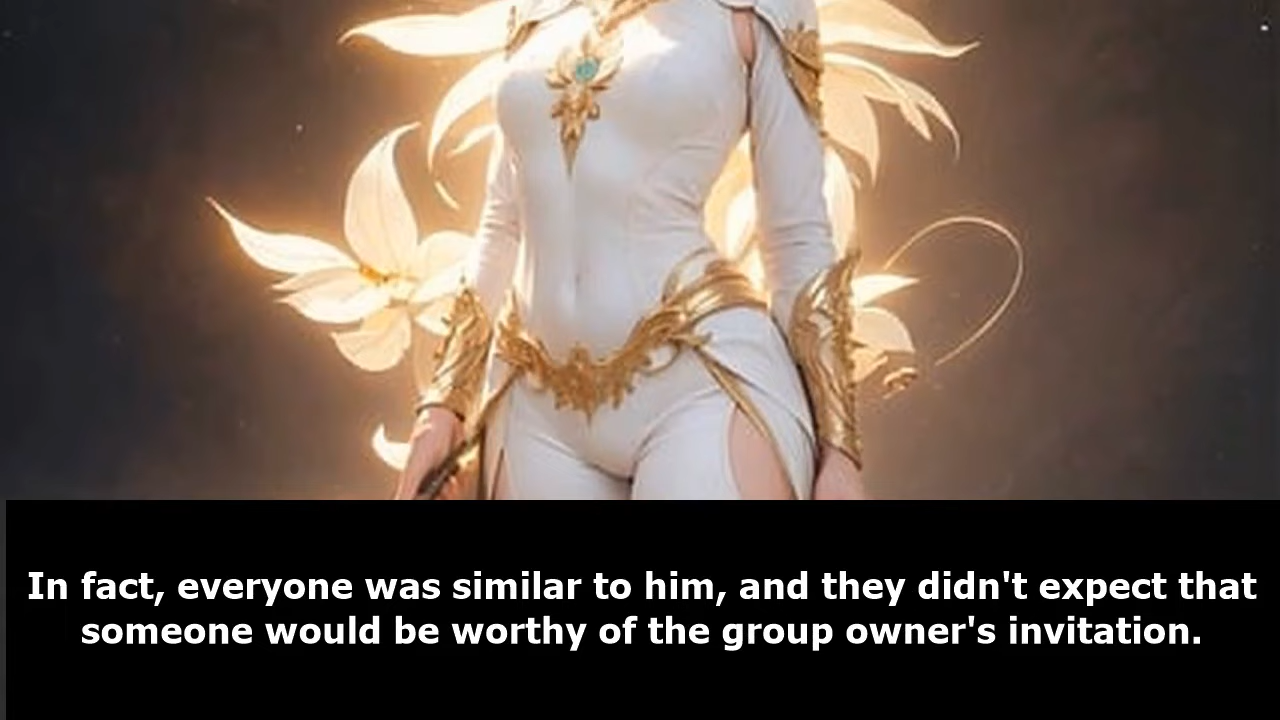 In fact, everyone was similar to him, and they didn't expect that
someone would be worthy of the group owner's invitation.